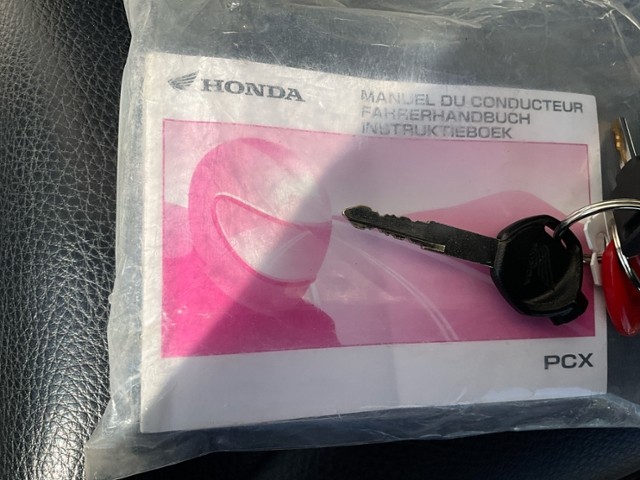 HONDA
MANUEL DU CONDUCTEUR
FAHRERHANDBUCH
INSTRUKTIEBOEK
PCX